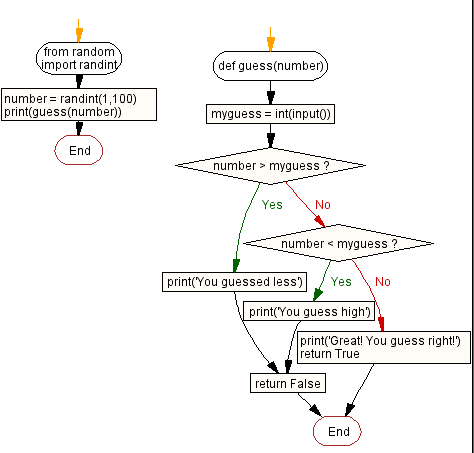 from random
import randint
number = randint(1,100)
print(guess(number))
End
def guess(number)
myguess = int(input())
number > myguess ?
Yes
No
number < myguess ?
print('You guessed less')
Yes
No
print('You guess high')
print('Great! You guess right!')
return True
return False
End